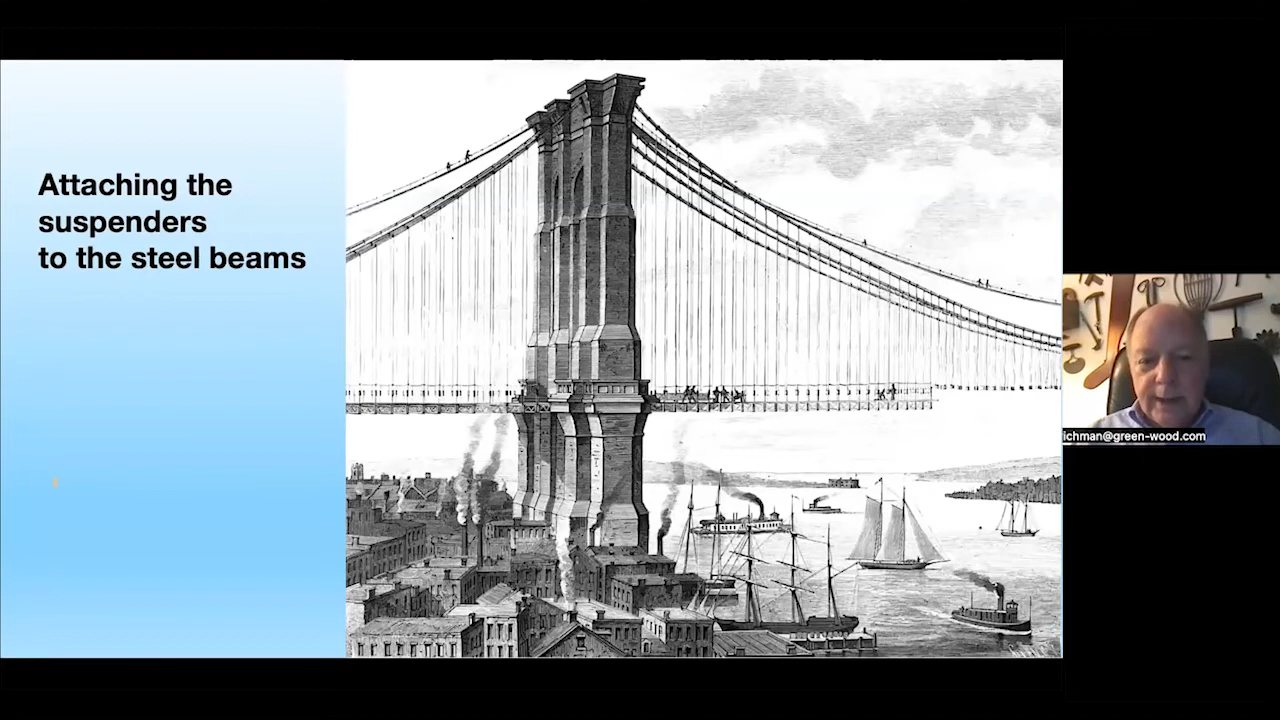 Attaching the
suspenders
to the steel beams
ichman@green-wood.com